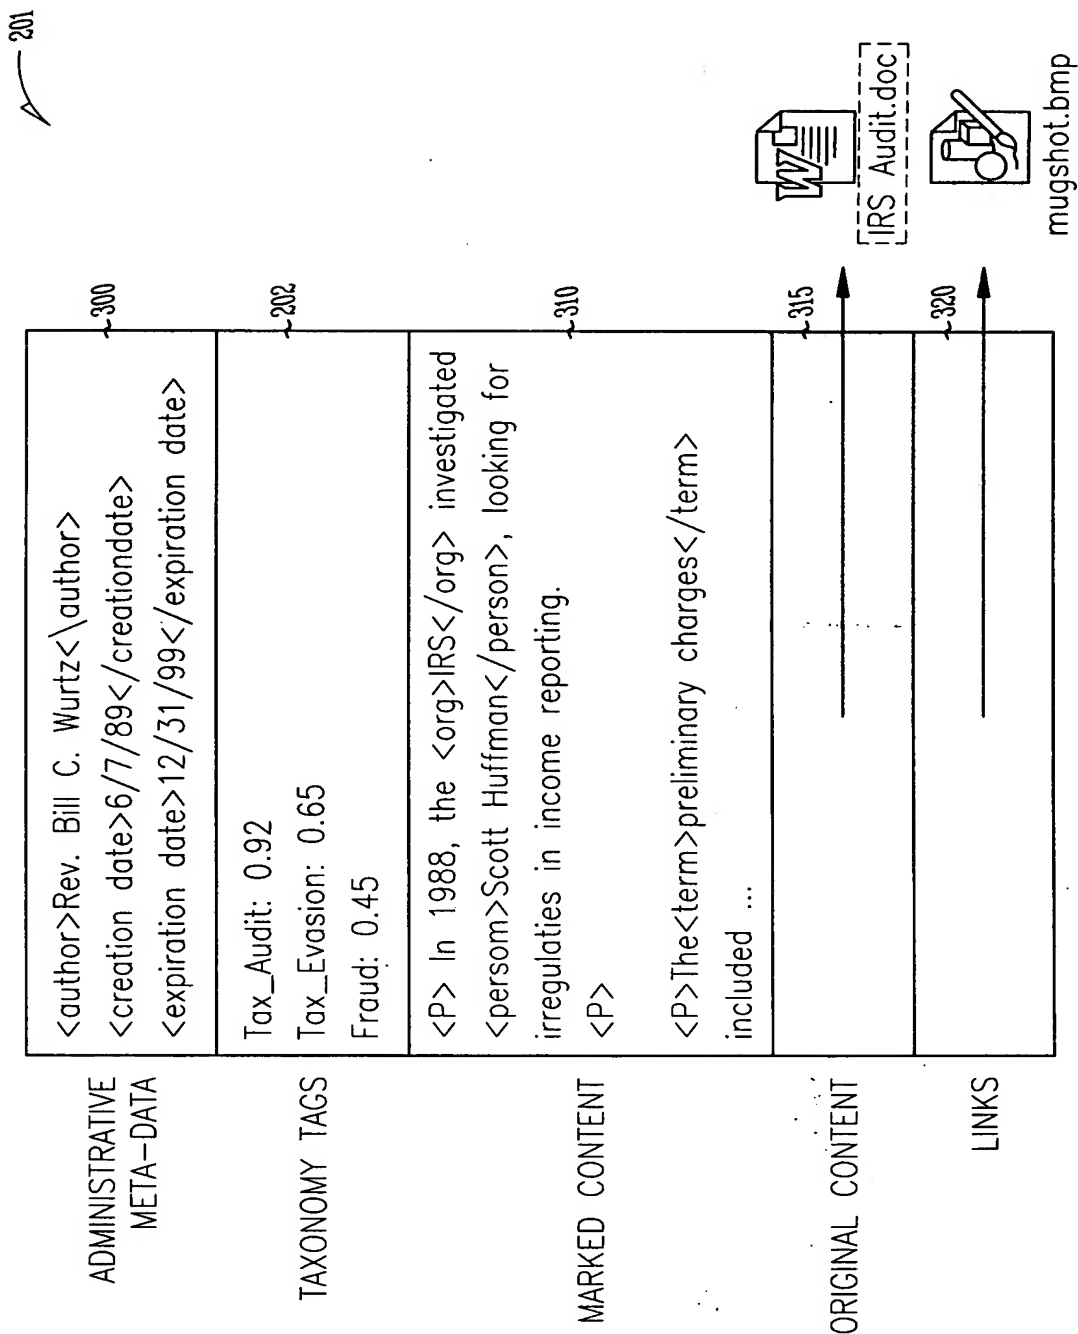 201
ADMINISTRATIVE
META-DATA
<author>Rev. Bill C. Wurtz<\author>
<creation date>6/7/89</creationdate>
<expiration date>12/31/99</expiration date>
300
TAXONOMY TAGS
Tax_Audit: 0.92
Tax_Evasion: 0.65
Fraud: 0.45
202
MARKED CONTENT
<P> In 1988, the <org>IRS</org> investigated
<persom>Scott Huffman</person>, looking for
irregulaties in income reporting.
<P>
<P>The<term>preliminary charges</term>
included ...
310
ORIGINAL CONTENT
315
W
IRS Audit.doc
LINKS
320
mugshot.bmp